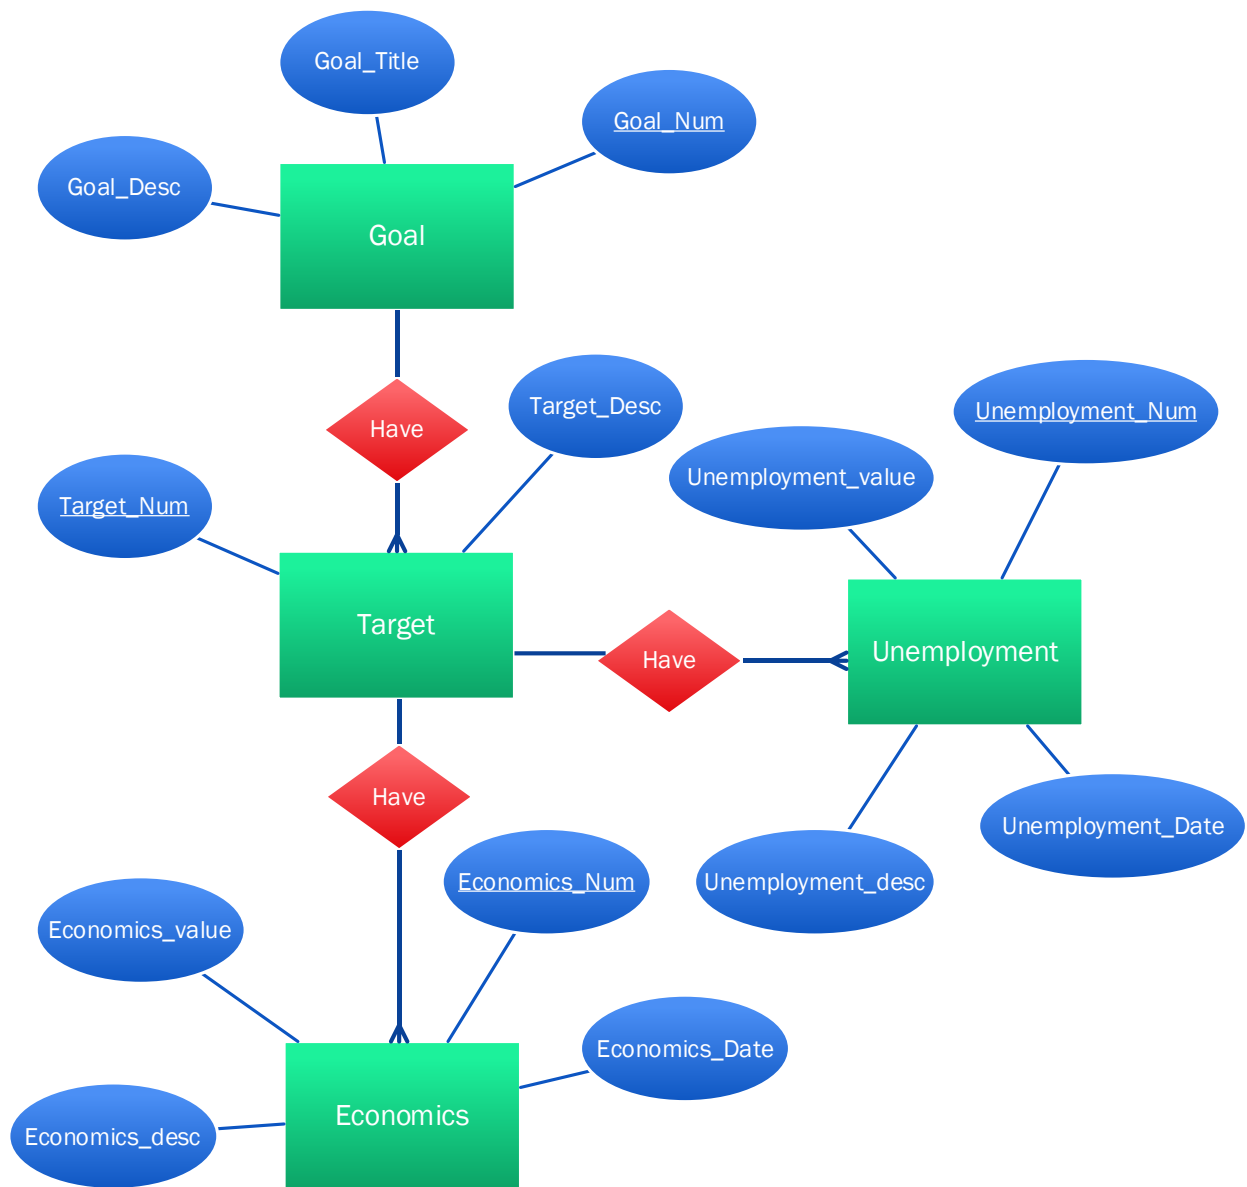 Goal_Title
Goal_Num
Goal_Desc
Goal
Have
Target_Desc
Unemployment_Num
Unemployment_value
Target_Num
Target
Have
Unemployment
Have
Unemployment_Date
Unemployment_desc
Economics_Num
Economics_value
Economics_Date
Economics
Economics_desc